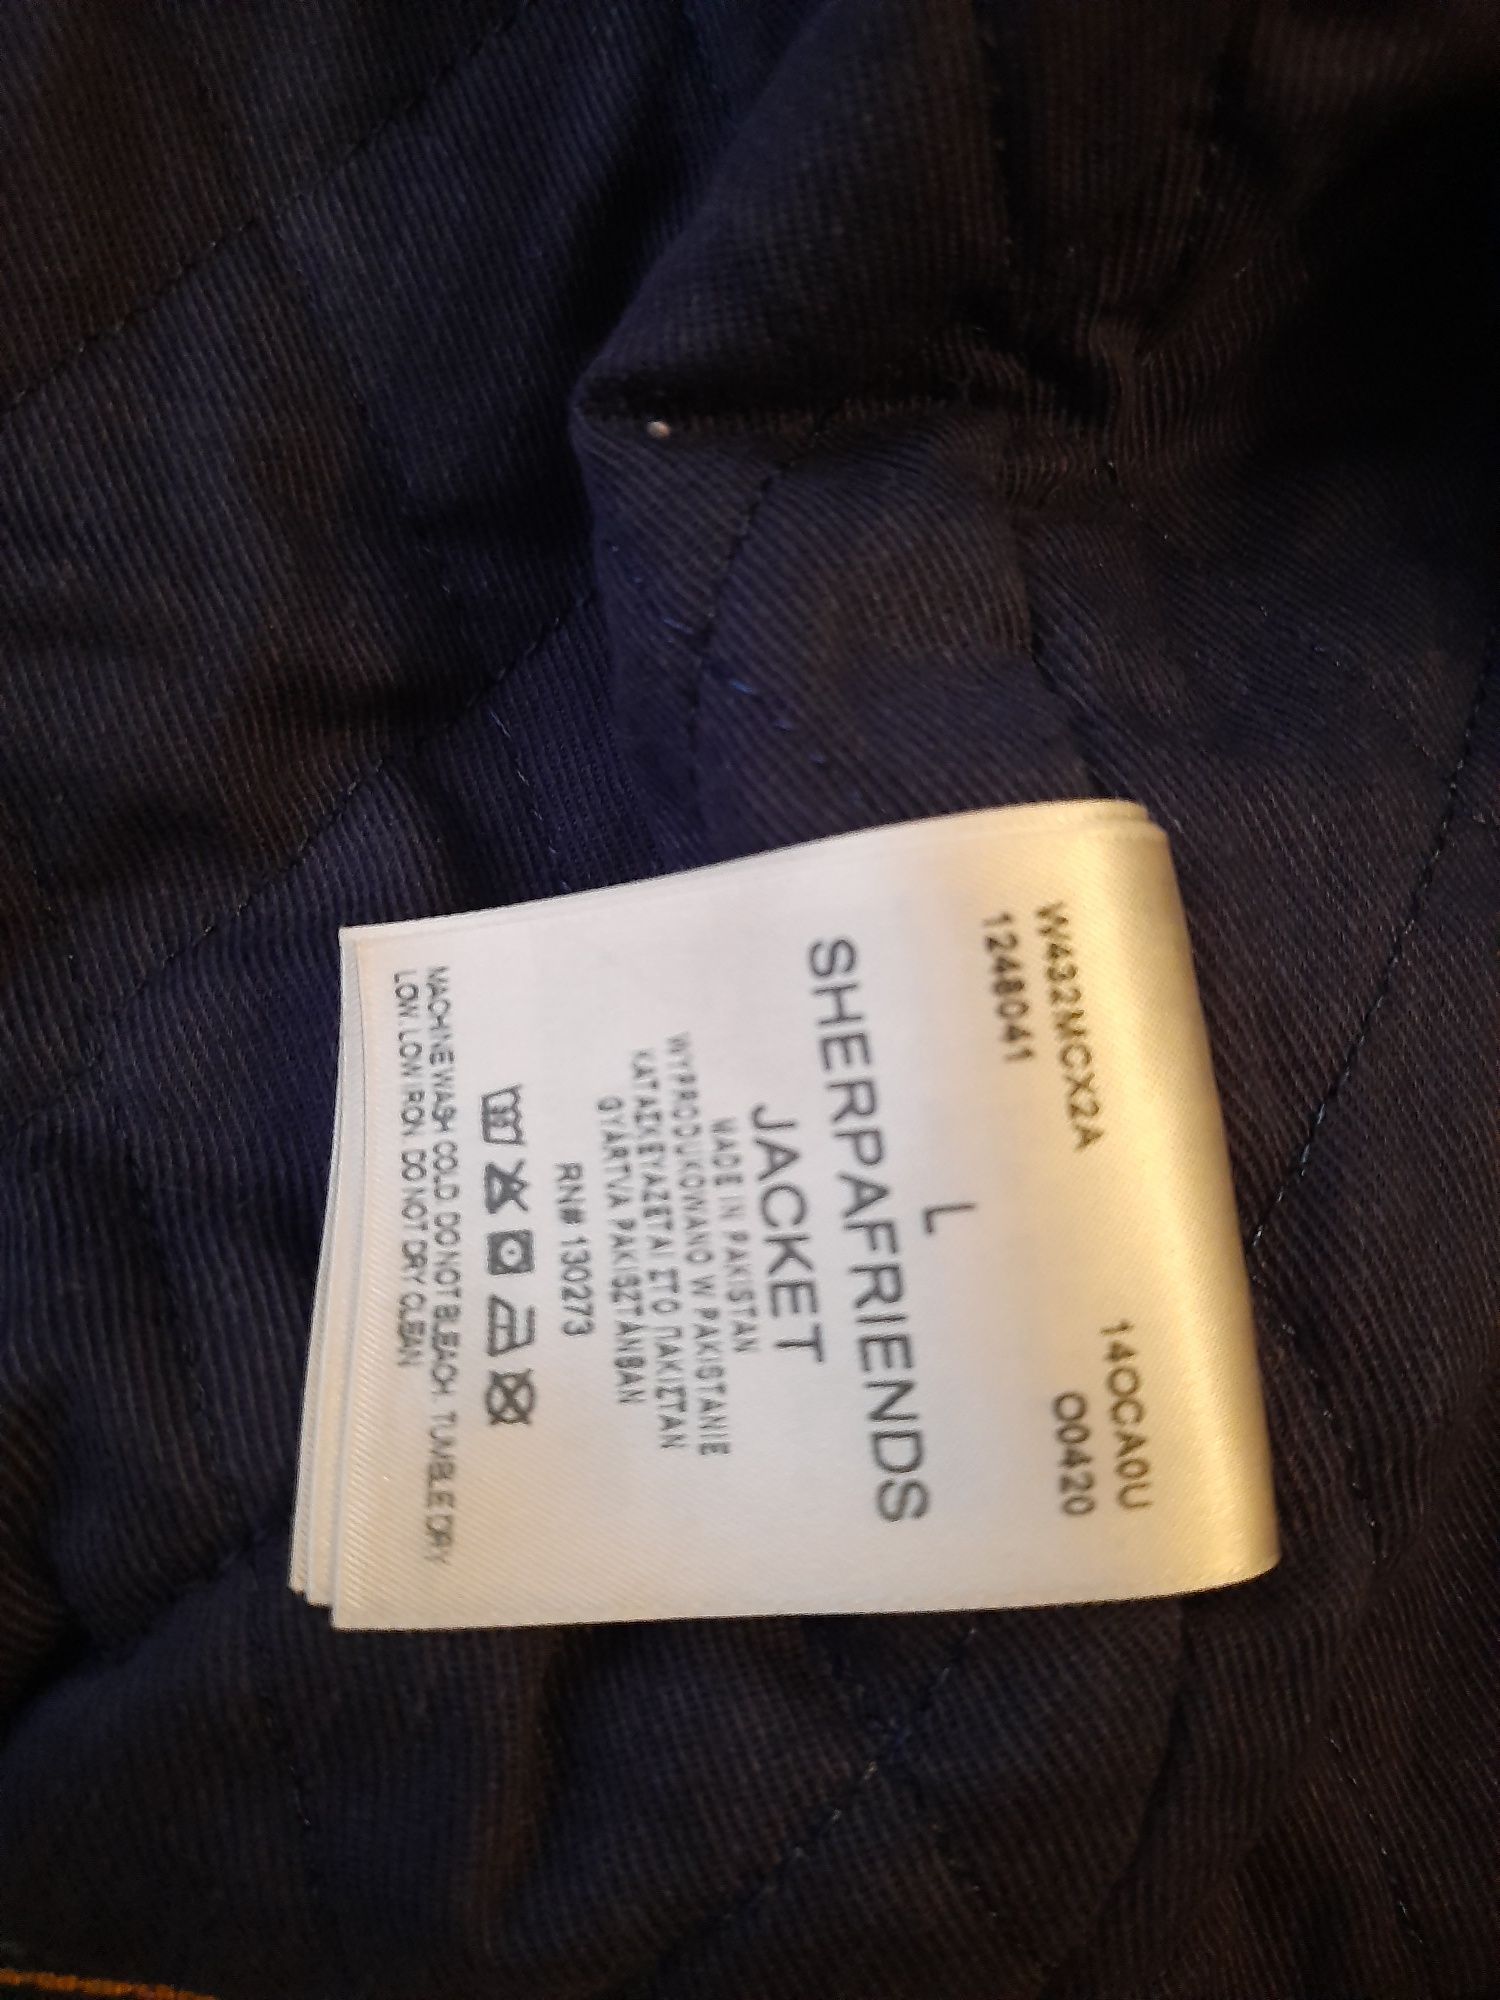 W432MCX2A 14OCA0U
1248041 O0420
L
SHERPAFRIENDS
JACKET
MADE IN PAKISTAN
WYPRODUKOWANO W PAKISTANIE
ΚΑΤΑΣΚΕΥΑΖΕΤΑΙ ΣΤΟ ΠΑΚΙΣΤΑΝ
GYÁRTVA PAKISZTÁNBAN
RN# 130273
MACHINE WASH COLD. DO NOT BLEACH. TUMBLE DRY
LOW. LOW IRON. DO NOT DRY CLEAN.